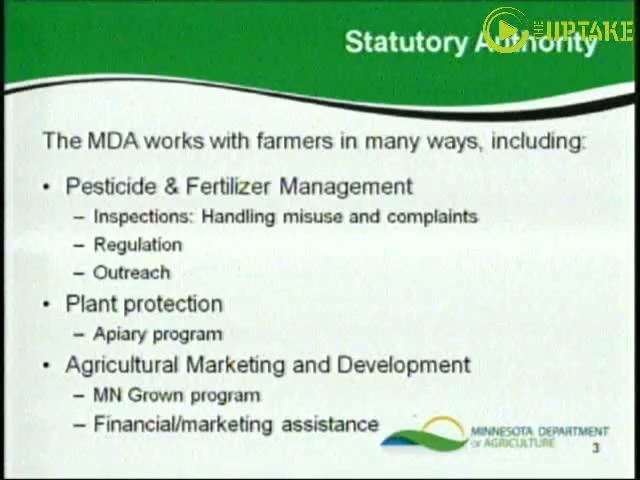 THE UPTAKE
Statutory Authority
The MDA works with farmers in many ways, including:
• Pesticide & Fertilizer Management
– Inspections: Handling misuse and complaints
– Regulation
– Outreach
• Plant protection
– Apiary program
• Agricultural Marketing and Development
– MN Grown program
– Financial/marketing assistance
MINNESOTA DEPARTMENT
OF AGRICULTURE
3